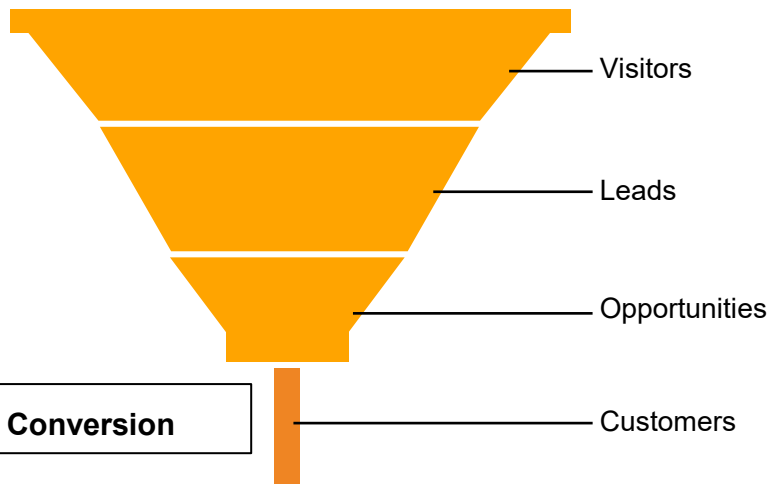 Visitors
Leads
Opportunities
Conversion
Customers